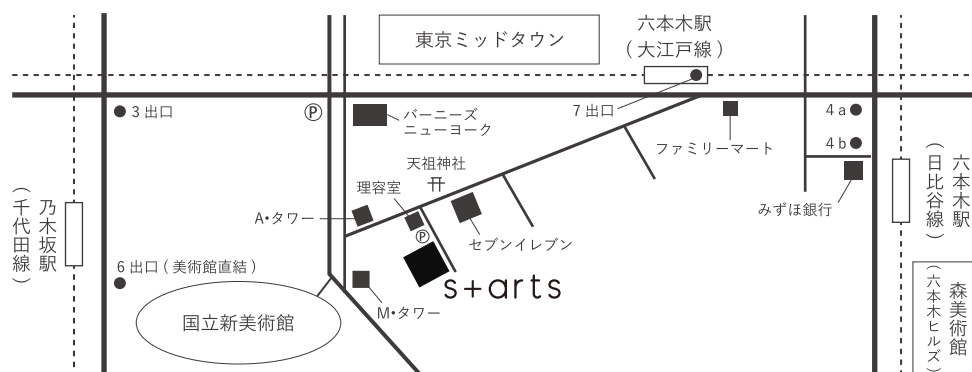 東京ミッドタウン
六本木駅
（大江戸線）
3 出口
Ⓟ
バーニーズ
ニューヨーク
7 出口
ファミリーマート
4 a
4 b
みずほ銀行
六本木駅
（日比谷線）
天祖神社
理容室
A•タワー
Ⓟ
セブンイレブン
乃木坂駅
（千代田線）
6 出口（美術館直結）
s+arts
M•タワー
国立新美術館
森美術館
（六本木ヒルズ）